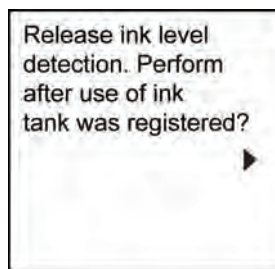 Release ink level
detection. Perform
after use of ink
tank was registered?